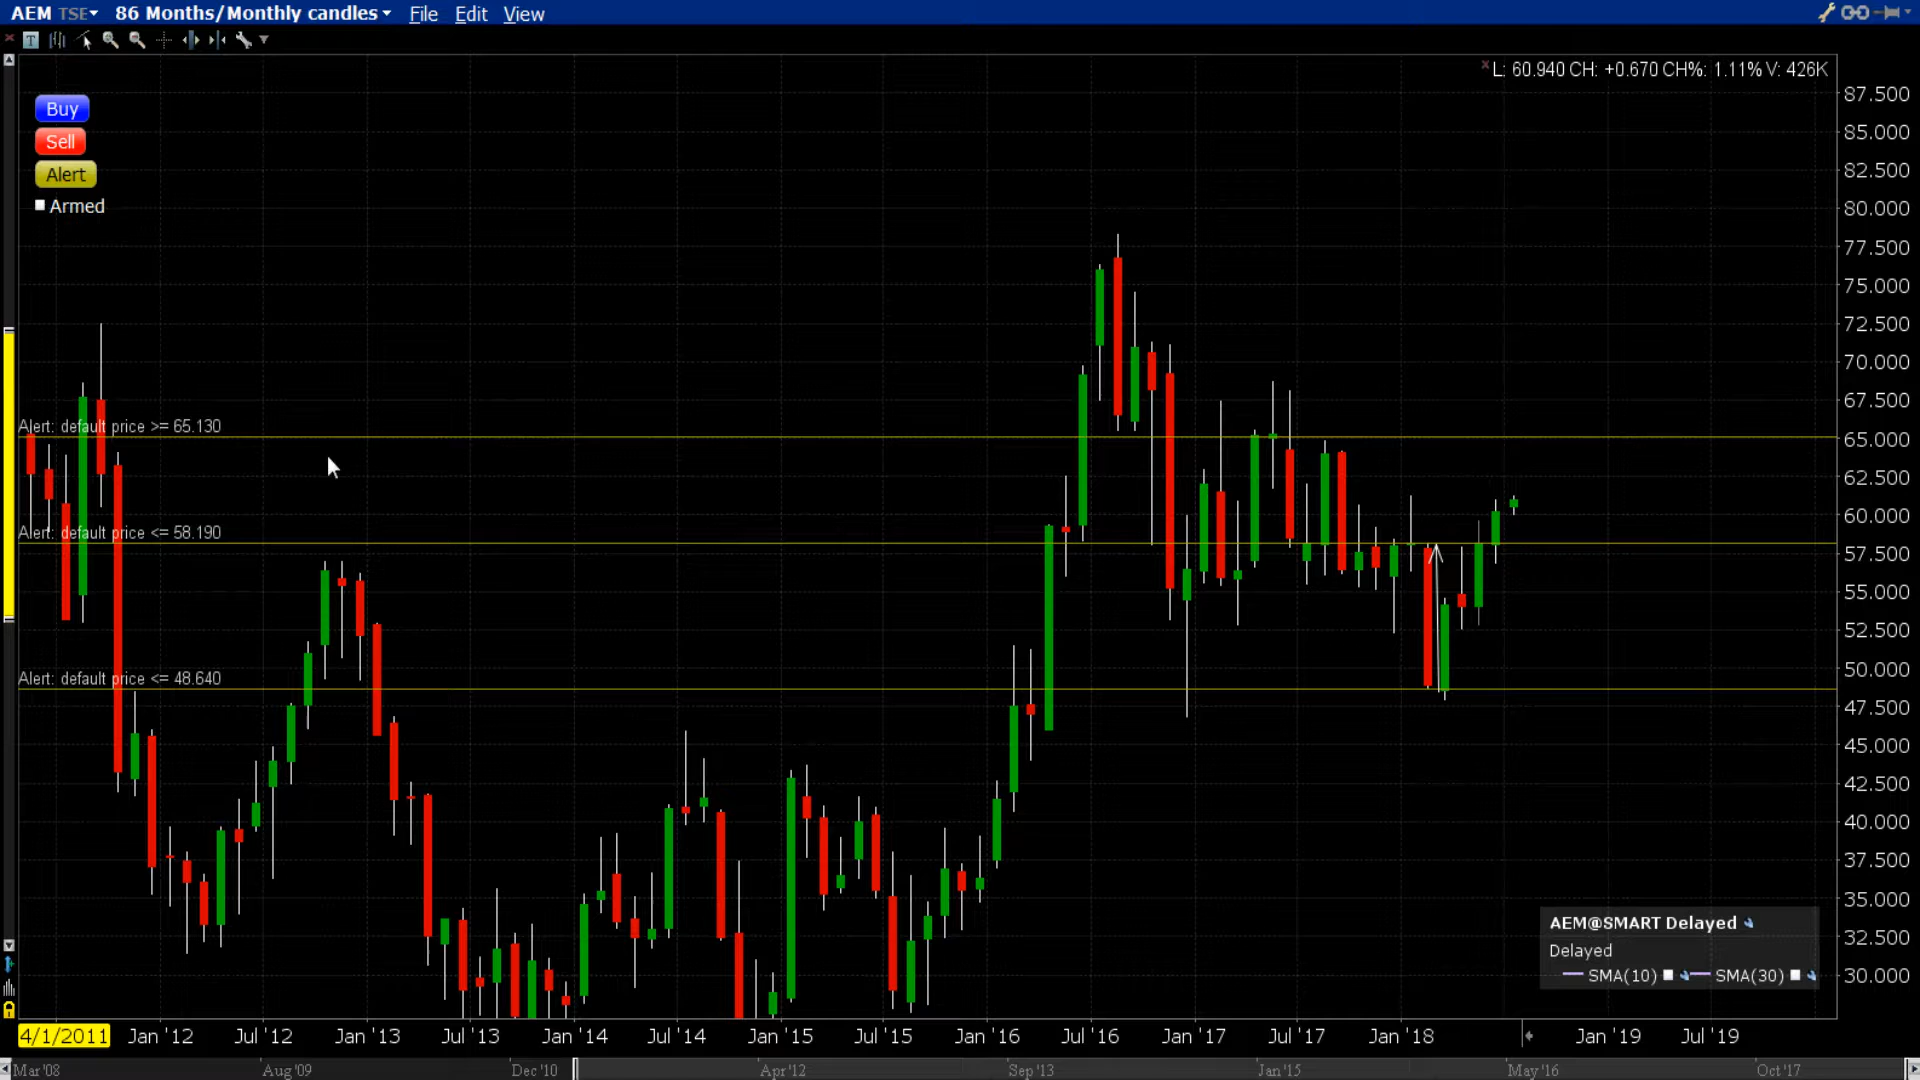 AEM TSE 86 Months/Monthly candles File Edit View
T
L: 60.940 CH: +0.670 CH%: 1.11% V: 426K
Buy
Sell
Alert
Armed
87.500
85.000
82.500
80.000
77.500
75.000
72.500
70.000
67.500
65.000
62.500
60.000
57.500
55.000
52.500
50.000
47.500
45.000
42.500
40.000
37.500
35.000
32.500
30.000
Alert: default price >= 65.130
Alert: default price <= 58.190
Alert: default price <= 48.640
AEM@SMART Delayed
Delayed
SMA(10) SMA(30)
4/1/2011 Jan '12 Jul '12 Jan '13 Jul '13 Jan '14 Jul '14 Jan '15 Jul '15 Jan '16 Jul '16 Jan '17 Jul '17 Jan '18 Jan '19 Jul '19
Mar'08 Aug'09 Dec'10 Apr'12 Sep'13 Jan'15 May'16 Oct'17